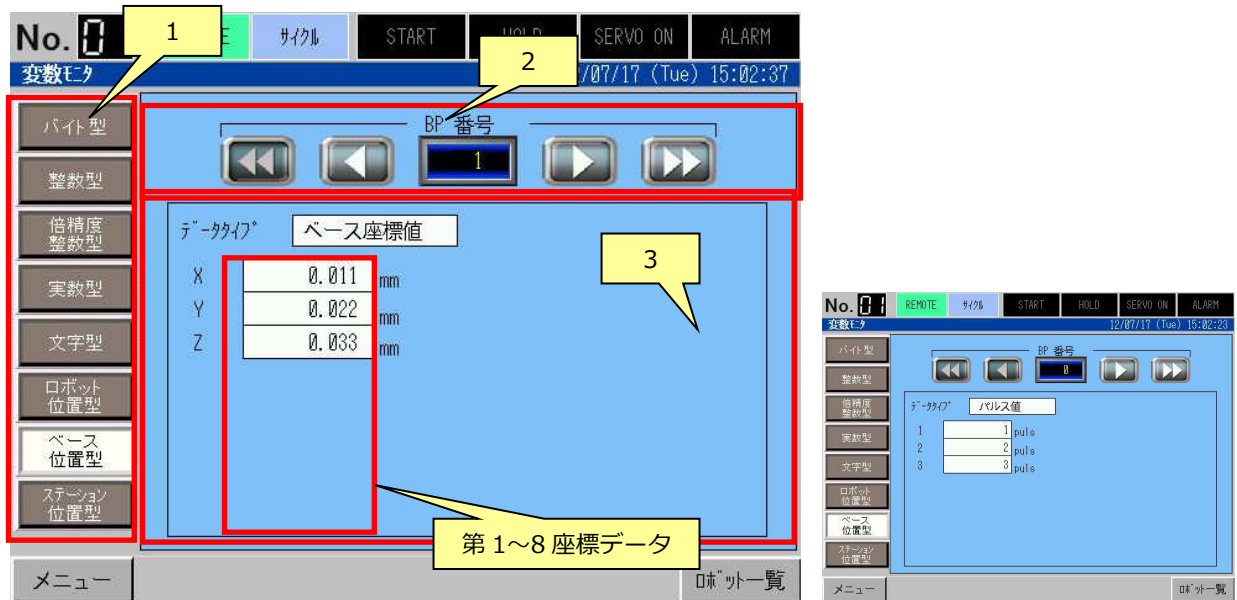 No. 0
1
サイクル
START
HOLD
SERVO ON
ALARM
変数ﾓﾆﾀ
2
/07/17 (Tue) 15:02:37
バイト型
整数型
倍精度
整数型
実数型
文字型
ロボット
位置型
ベース
位置型
ステーション
位置型
BP 番号
1
ﾃﾞｰﾀﾀｲﾌﾟ ベース座標値
X 0.011 mm
Y 0.022 mm
Z 0.033 mm
3
第 1～8 座標データ
メニュー
ﾛﾎﾞｯﾄ一覧
No. 01
REMOTE
サイクル
START
HOLD
SERVO ON
ALARM
変数ﾓﾆﾀ
12/07/17 (Tue) 15:02:23
バイト型
整数型
倍精度
整数型
実数型
文字型
ロボット
位置型
ベース
位置型
ステーション
位置型
BP 番号
0
ﾃﾞｰﾀﾀｲﾌﾟ パルス値
1 1 puls
2 2 puls
3 3 puls
メニュー
ﾛﾎﾞｯﾄ一覧